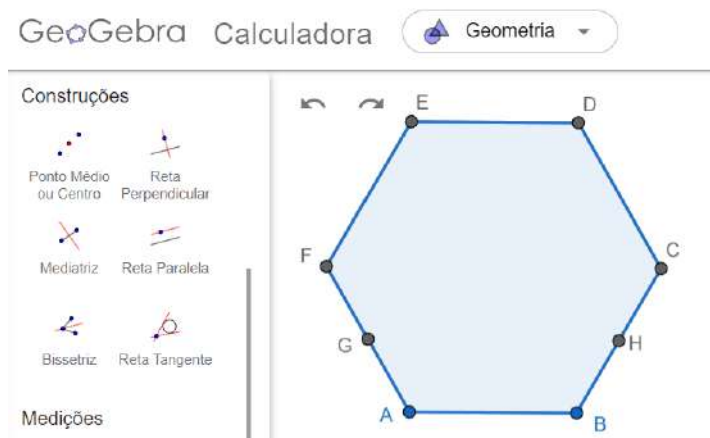 GeoGebra Calculadora Geometria
Construções
Ponto Médio
ou Centro
Reta
Perpendicular
Mediatriz
Reta Paralela
Bissetriz
Reta Tangente
Medições
E
D
F
C
G
H
A
B